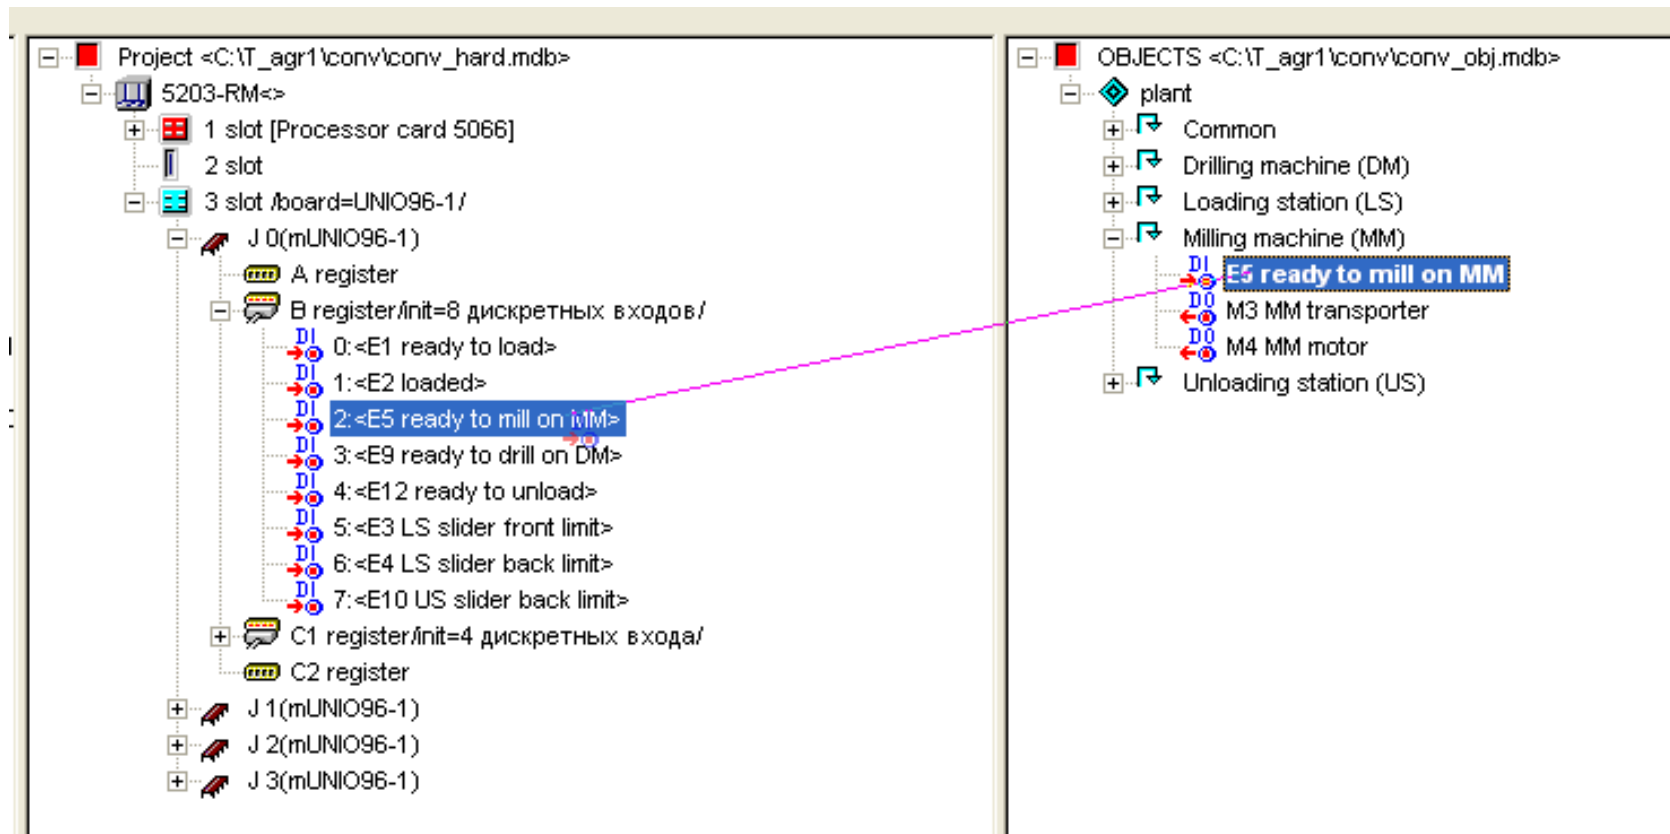 Project <C:\T_agr1\conv\conv_hard.mdb>
5203-RM<>
1 slot [Processor card 5066]
2 slot
3 slot /board=UNIO96-1/
J 0(mUNIO96-1)
A register
B register/init=8 дискретных входов/
DI 0:<E1 ready to load>
DI 1:<E2 loaded>
DI 2:<E5 ready to mill on MM>
DI 3:<E9 ready to drill on DM>
DI 4:<E12 ready to unload>
DI 5:<E3 LS slider front limit>
DI 6:<E4 LS slider back limit>
DI 7:<E10 US slider back limit>
C1 register/init=4 дискретных входа/
C2 register
J 1(mUNIO96-1)
J 2(mUNIO96-1)
J 3(mUNIO96-1)
OBJECTS <C:\T_agr1\conv\conv_obj.mdb>
plant
Common
Drilling machine (DM)
Loading station (LS)
Milling machine (MM)
DI E5 ready to mill on MM
DO M3 MM transporter
DO M4 MM motor
Unloading station (US)